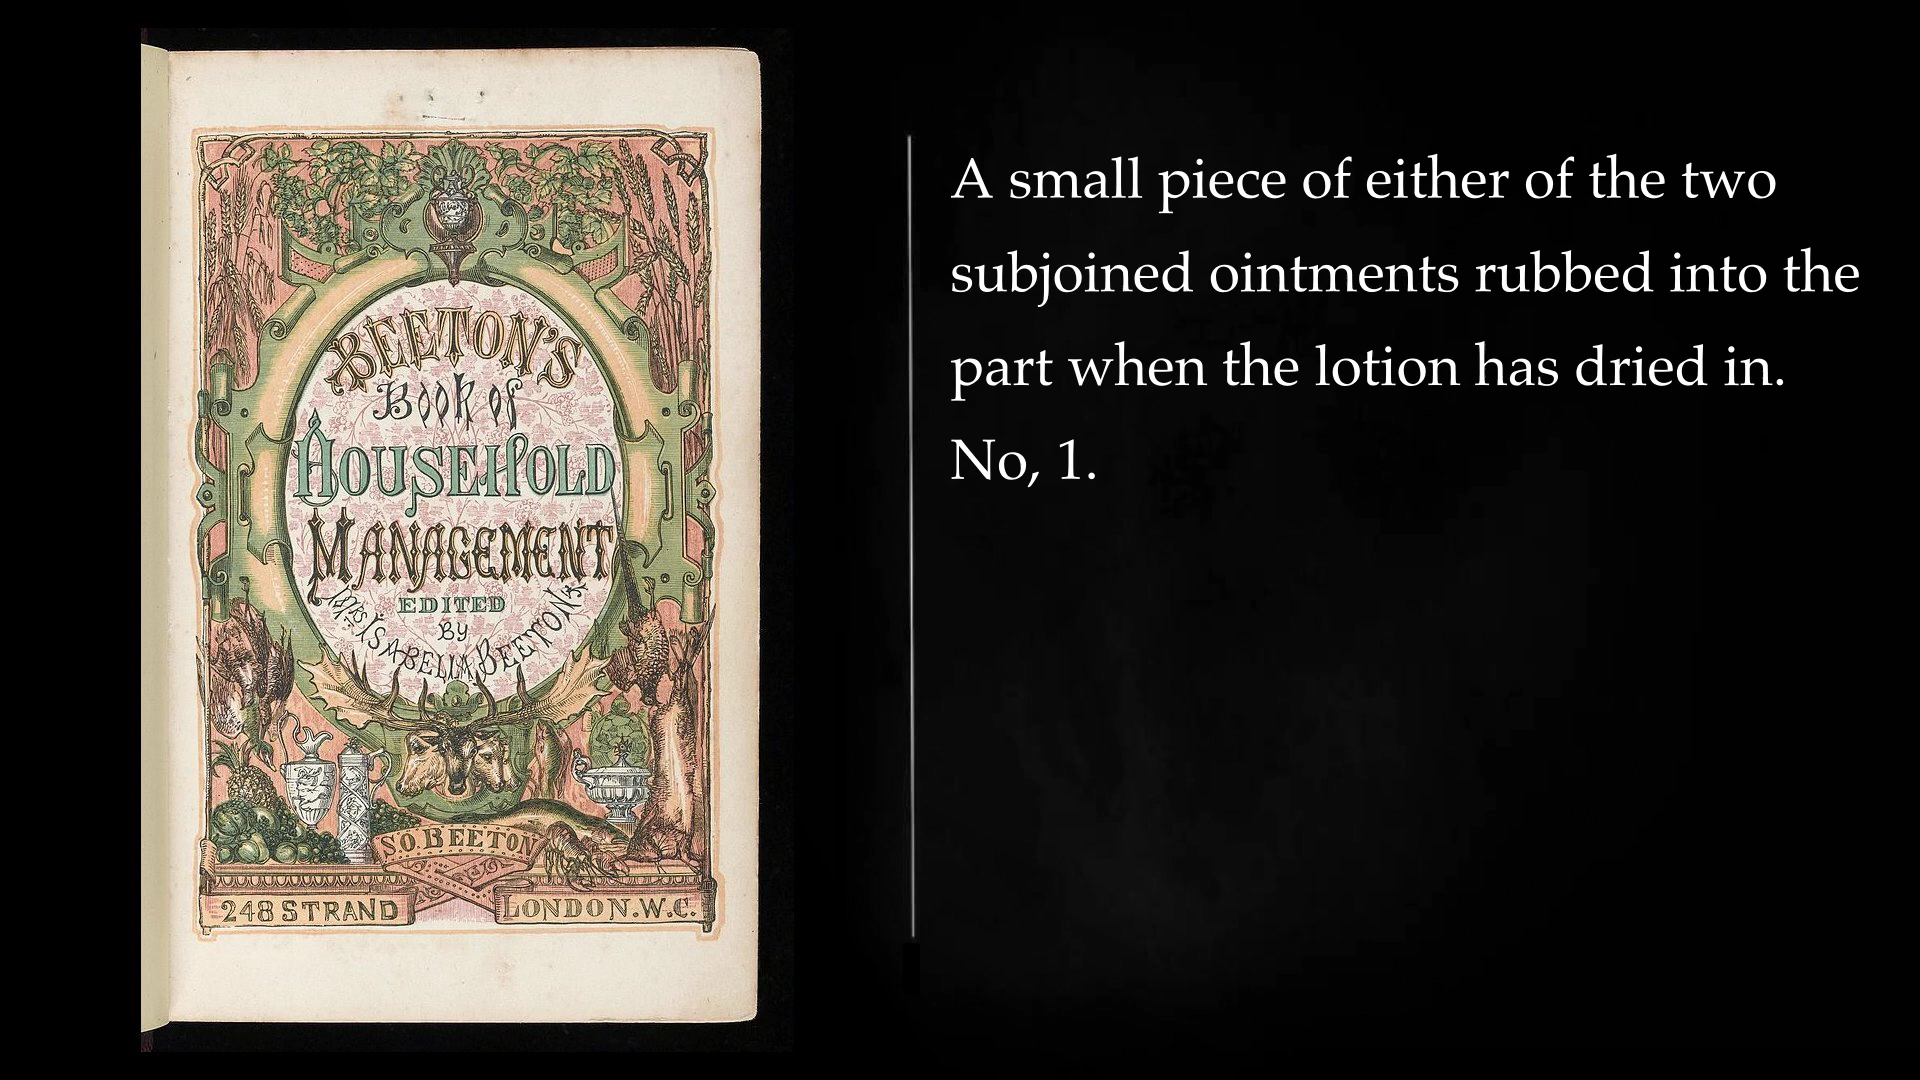 BEETON'S
Book of
HOUSEHOLD
MANAGEMENT
EDITED
BY
MRS ISABELLA BEETON
S.O. BEETON
248 STRAND
LONDON. W.C.
A small piece of either of the two
subjoined ointments rubbed into the
part when the lotion has dried in.
No, 1.